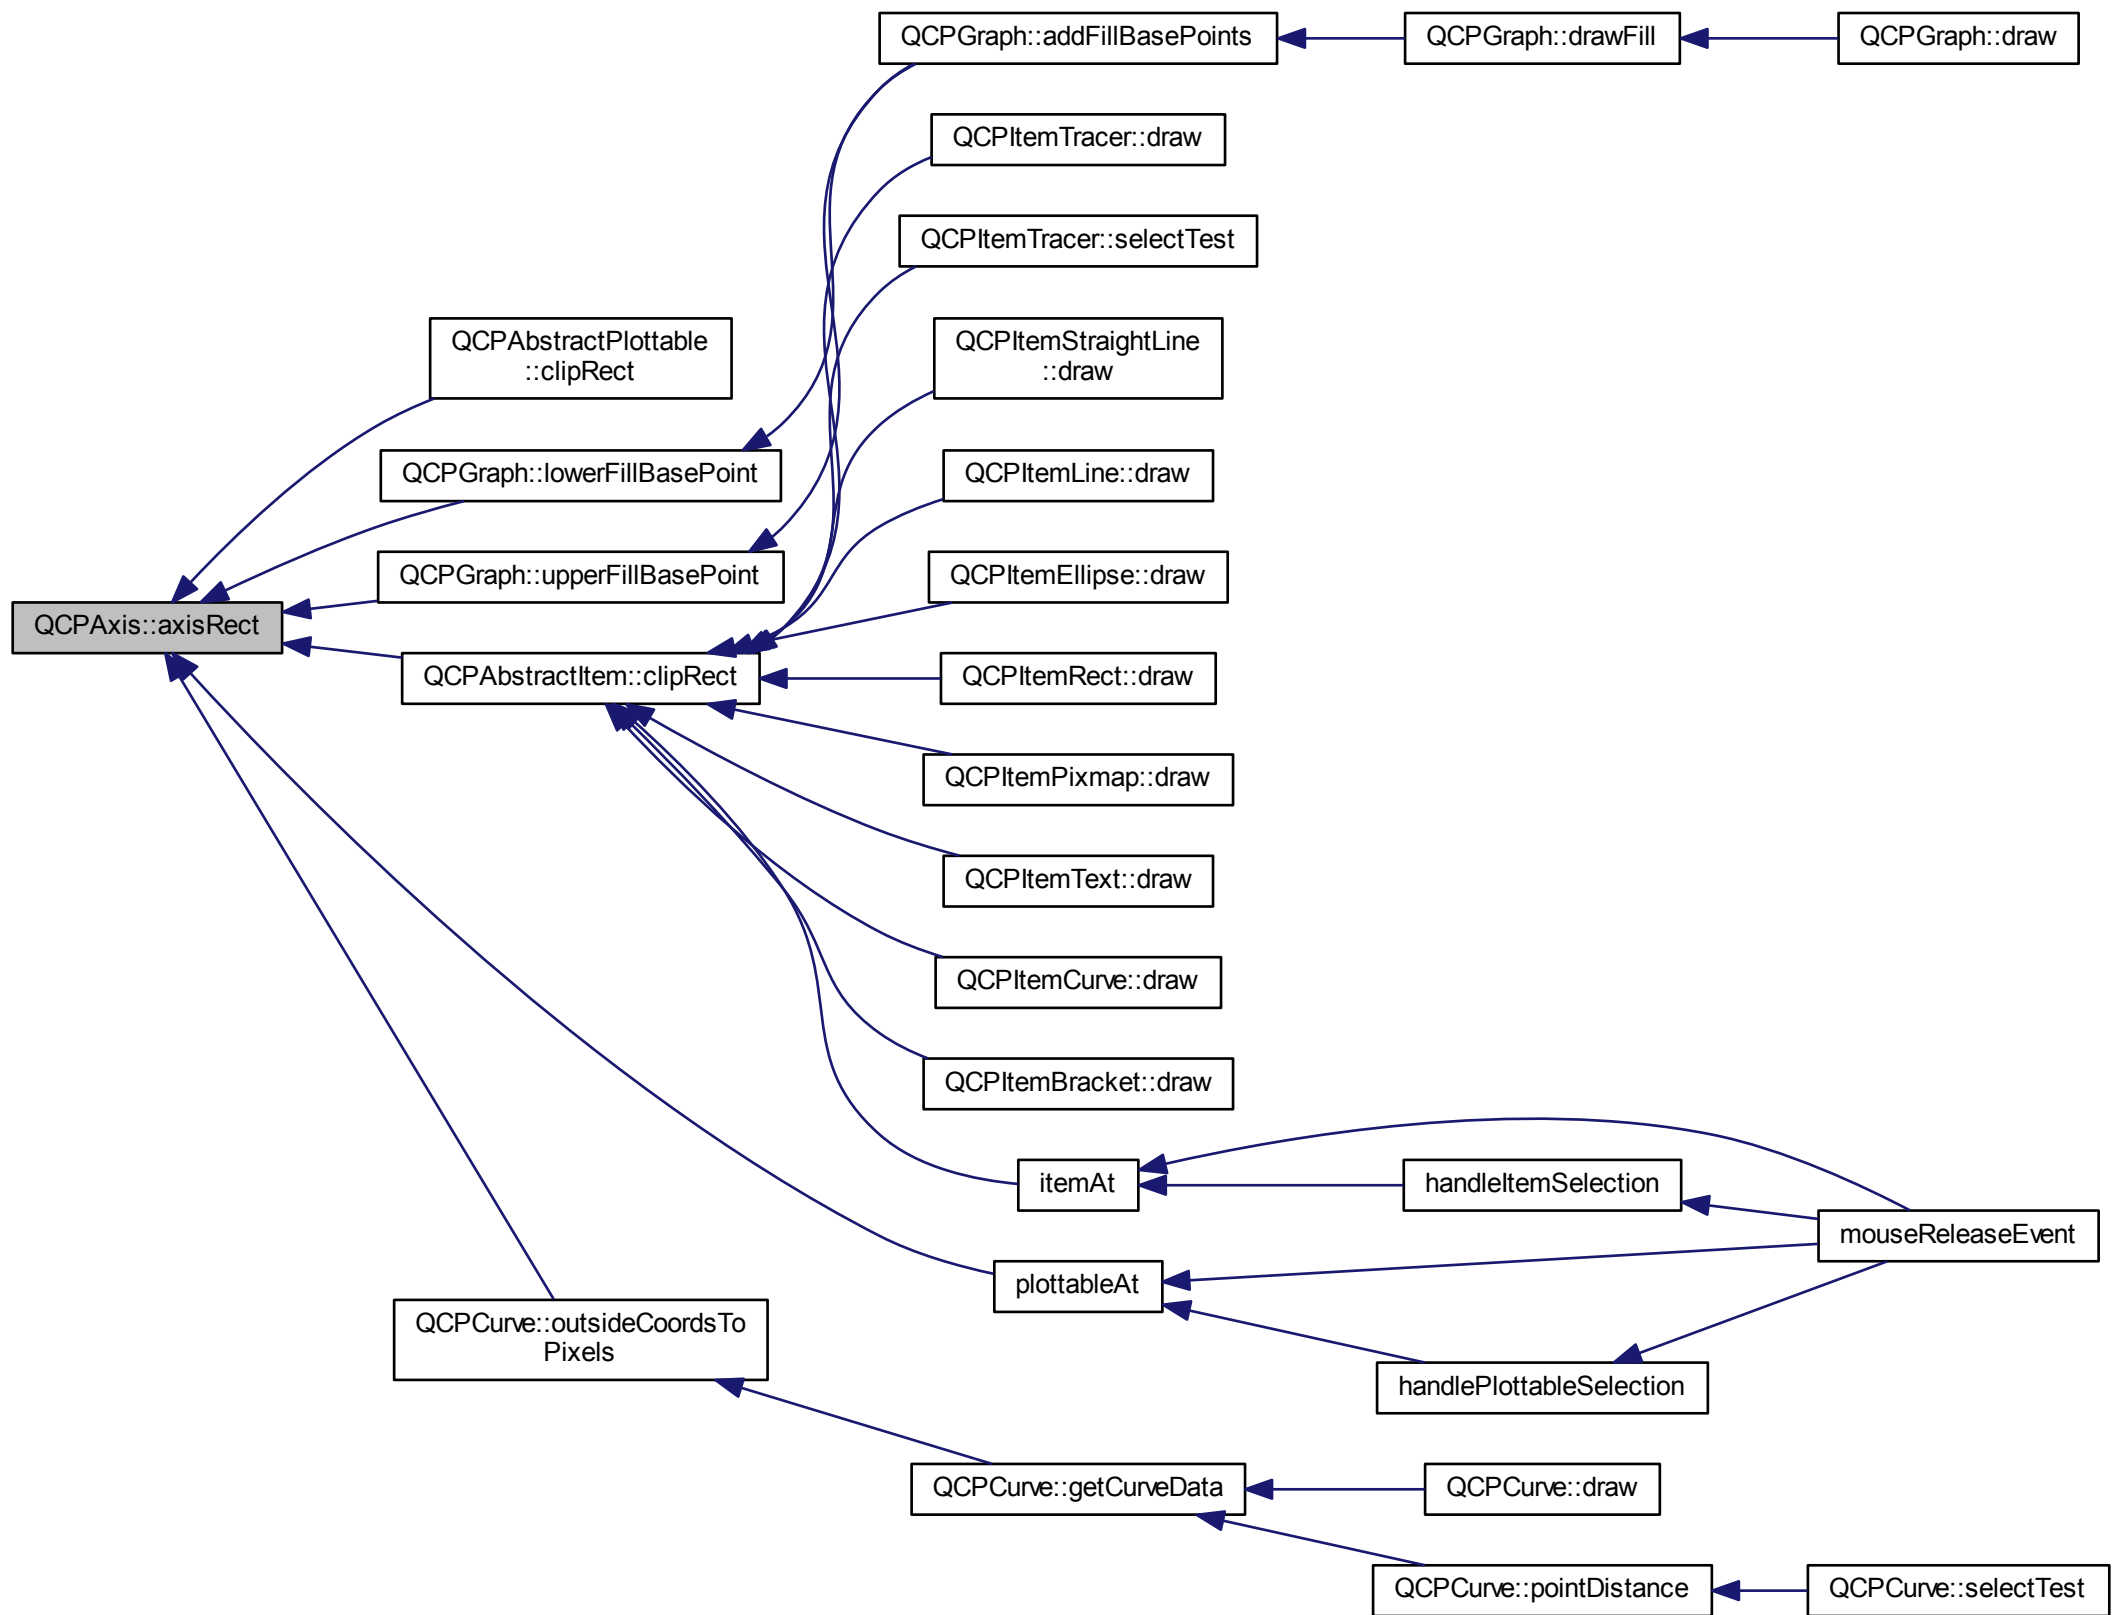 QCPGraph::addFillBasePoints
QCPGraph::drawFill
QCPGraph::draw
QCPItemTracer::draw
QCPItemTracer::selectTest
QCPAbstractPlottable
::clipRect
QCPItemStraightLine
::draw
QCPGraph::lowerFillBasePoint
QCPItemLine::draw
QCPGraph::upperFillBasePoint
QCPItemEllipse::draw
QCPAxis::axisRect
QCPAbstractItem::clipRect
QCPItemRect::draw
QCPItemPixmap::draw
QCPItemText::draw
QCPItemCurve::draw
QCPItemBracket::draw
itemAt
handleItemSelection
mouseReleaseEvent
plottableAt
QCPCurve::outsideCoordsTo
Pixels
handlePlottableSelection
QCPCurve::getCurveData
QCPCurve::draw
QCPCurve::pointDistance
QCPCurve::selectTest